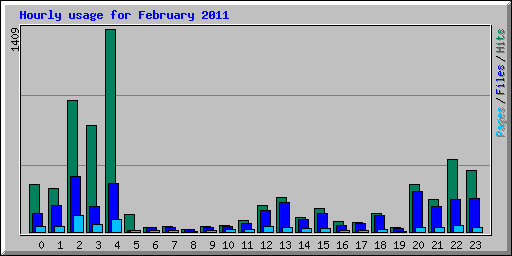 Hourly usage for February 2011
1409
Pages / Files / Hits
0 1 2 3 4 5 6 7 8 9 10 11 12 13 14 15 16 17 18 19 20 21 22 23